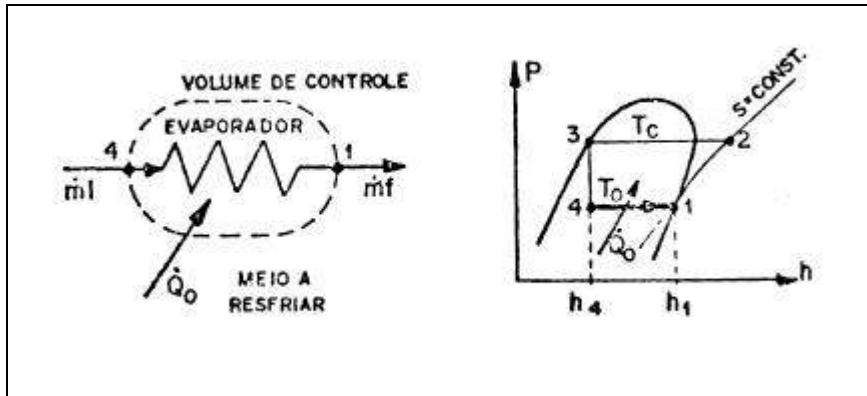 VOLUME DE CONTROLE
EVAPORADOR
4
1
ṁl
ṁf
Q̇o
MEIO A
RESFRIAR
P
S=CONST.
3
Tc
2
To
4
1
Q̇o
h
h4
h1